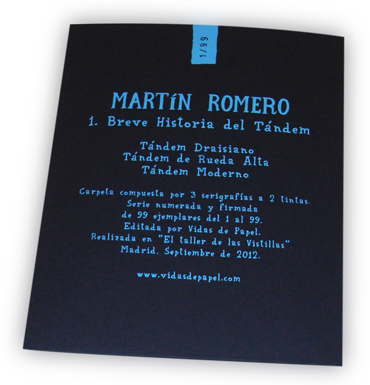 1/99
MARTÍN ROMERO
1. Breve Historia del Tándem
Tándem Draisiano
Tándem de Rueda Alta
Tándem Moderno
Carpeta compuesta por 3 serigrafías a 2 tintas.
Serie numerada y firmada
de 99 ejemplares del 1 al 99.
Editada por Vidas de Papel.
Realizada en "El taller de las Vistillas"
Madrid. Septiembre de 2012.
www.vidasdepapel.com